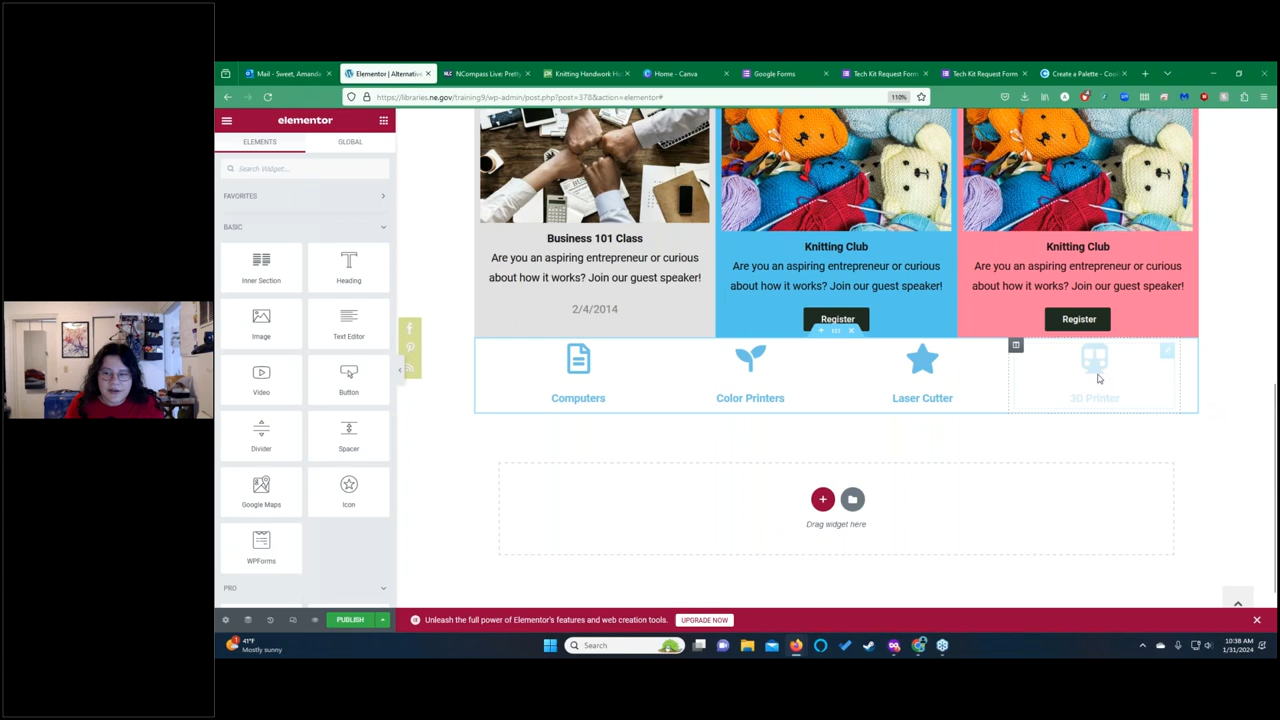 Mail - Sweet, Amanda
Elementor | Alternativ
NCompass Live: Pretty
Knitting Handwork H
Home - Canva
Google Forms
Tech Kit Request Form
Tech Kit Request Form
Create a Palette - Coo
https://libraries.ne.gov/training9/wp-admin/post.php?post=378&action=elementor#
110%
elementor
ELEMENTS
GLOBAL
Search Widget...
FAVORITES
BASIC
Inner Section
Heading
Image
Text Editor
Video
Button
Divider
Spacer
Google Maps
Icon
WPForms
PRO
PUBLISH
Business 101 Class
Are you an aspiring entrepreneur or curious
about how it works? Join our guest speaker!
2/4/2014
Knitting Club
Are you an aspiring entrepreneur or curious
about how it works? Join our guest speaker!
Register
Knitting Club
Are you an aspiring entrepreneur or curious
about how it works? Join our guest speaker!
Register
Computers
Color Printers
Laser Cutter
3D Printer
Drag widget here
Unleash the full power of Elementor's features and web creation tools.
UPGRADE NOW
41°F
Mostly sunny
Search
10:38 AM
1/31/2024